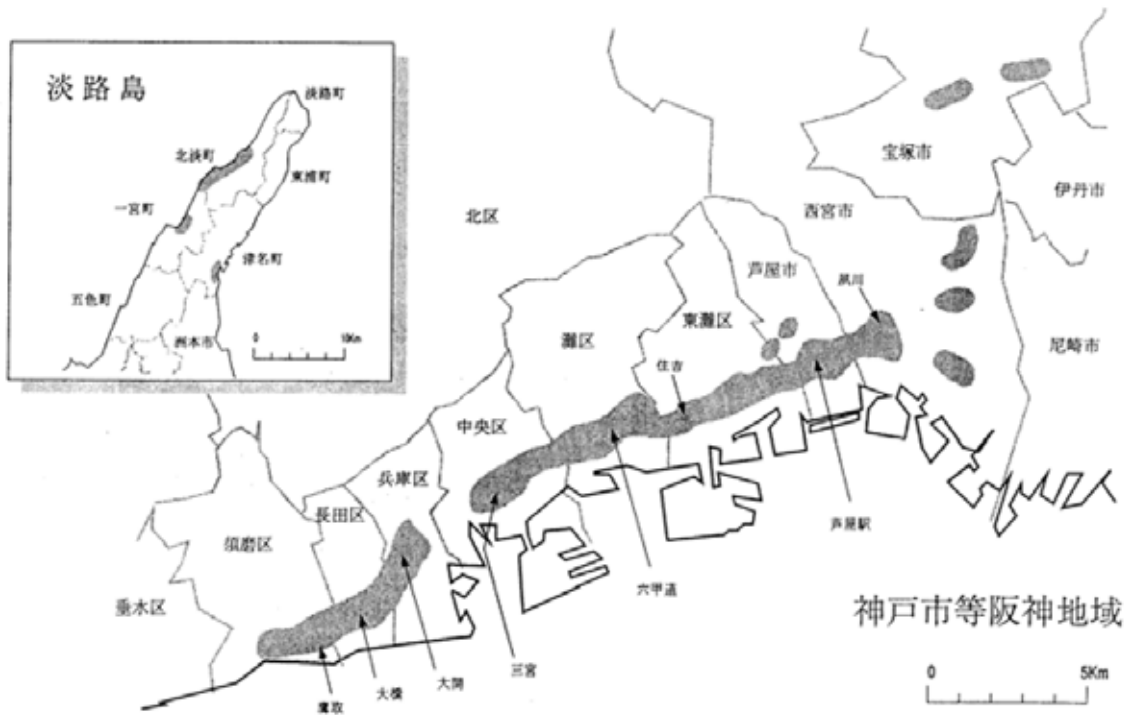 淡路島
淡路町
北淡町
東浦町
一宮町
津名町
五色町
洲本市
0
10Km
宝塚市
伊丹市
北区
西宮市
芦屋市
夙川
灘区
東灘区
尼崎市
住吉
中央区
兵庫区
長田区
須磨区
芦屋駅
垂水区
六甲道
神戸市等阪神地域
三宮
大開
大橋
鷹取
0
5Km